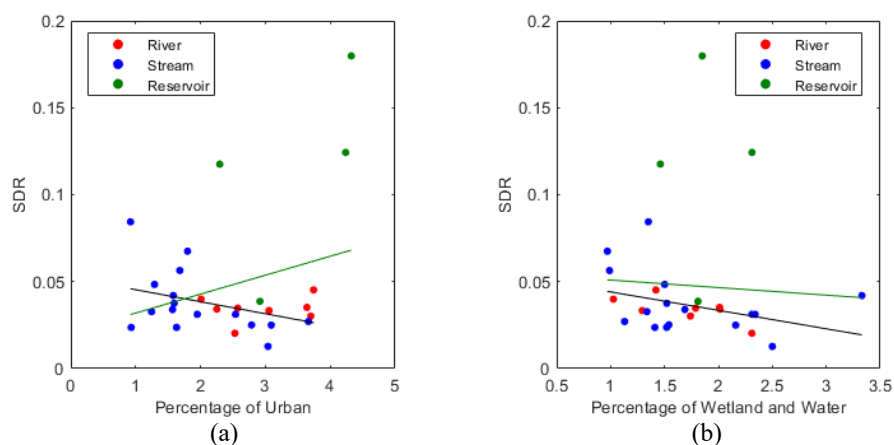 0.2
0.15
0.1
0.05
0
SDR
River
Stream
Reservoir
0 1 2 3 4 5
Percentage of Urban
(a)
0.2
0.15
0.1
0.05
0
SDR
River
Stream
Reservoir
0.5 1 1.5 2 2.5 3 3.5
Percentage of Wetland and Water
(b)